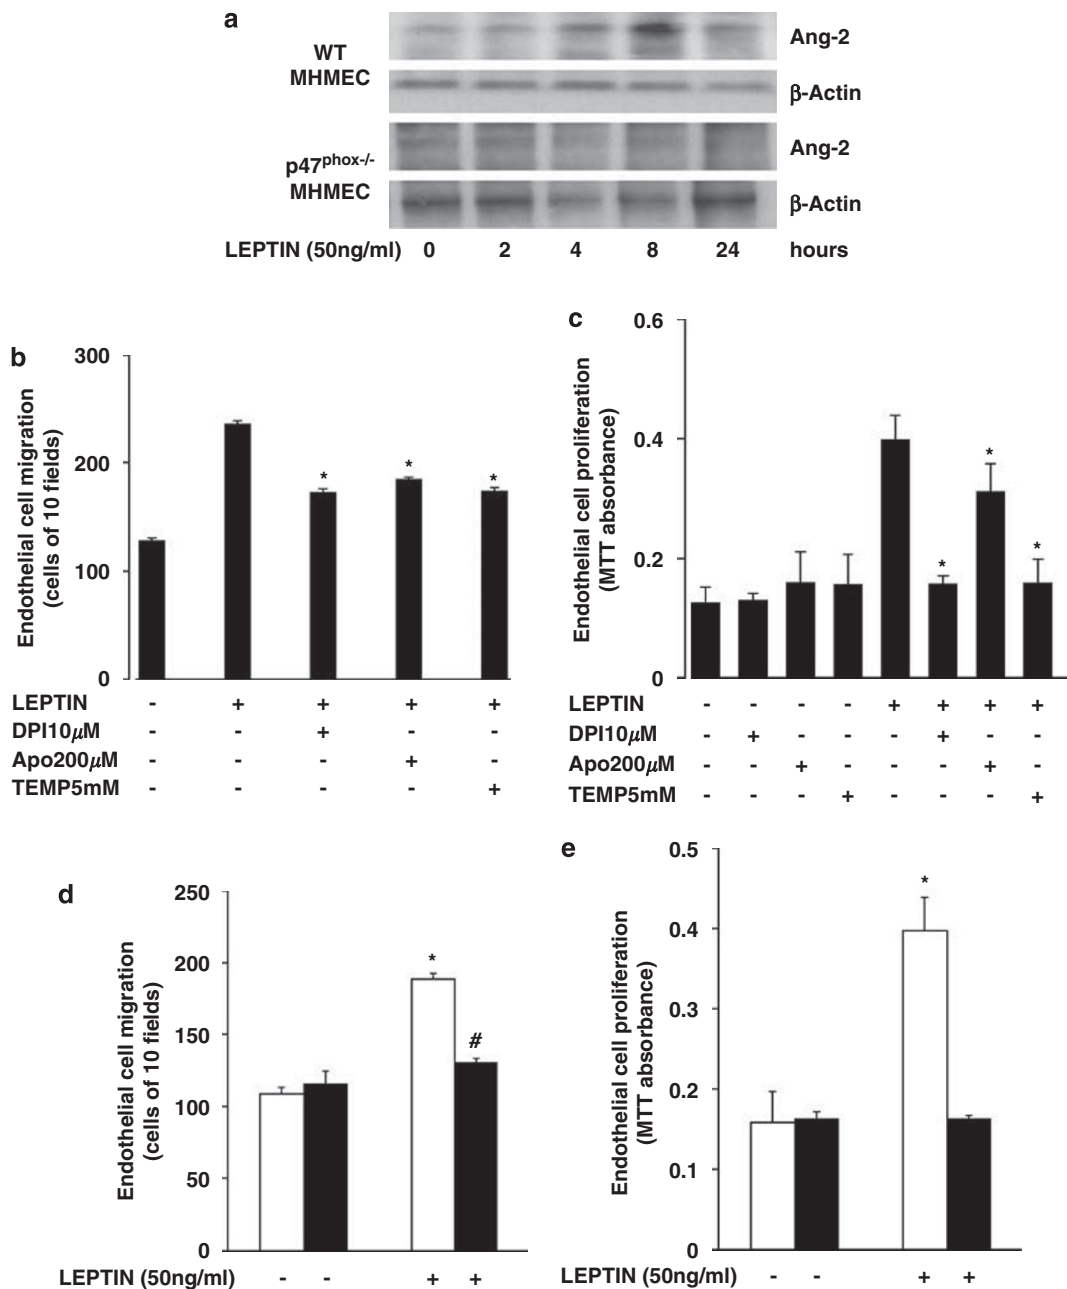 a
WT
MHMEC
Ang-2
β-Actin
p47phox-/-
MHMEC
Ang-2
β-Actin
LEPTIN (50ng/ml) 0 2 4 8 24 hours
b
Endothelial cell migration
(cells of 10 fields)
300
200
100
0
* * *
LEPTIN - + + + +
DPI10μM - - + - -
Apo200μM - - - + -
TEMP5mM - - - - +
c
Endothelial cell proliferation
(MTT absorbance)
0.6
0.4
0.2
0
* * *
LEPTIN - - - - + + + +
DPI10μM - + - - - + - -
Apo200μM - - + - - - + -
TEMP5mM - - - + - - - +
d
Endothelial cell migration
(cells of 10 fields)
250
200
150
100
50
0
* #
LEPTIN (50ng/ml) - - + +
e
Endothelial cell proliferation
(MTT absorbance)
0.5
0.4
0.3
0.2
0.1
0
*
LEPTIN (50ng/ml) - - + +